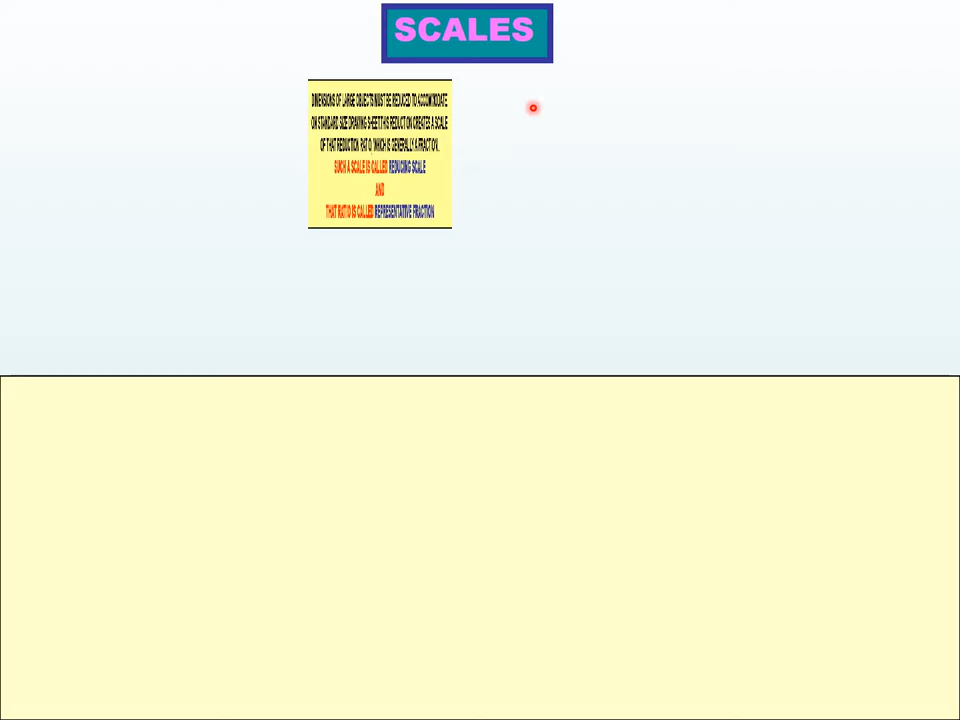 SCALES
DIMENSIONS OF LARGE OBJECTS MUST BE REDUCED TO ACCOMMODATE
ON STANDARD SIZE DRAWING SHEET.THIS REDUCTION CREATES A SCALE
OF THAT REDUCTION RATIO, WHICH IS GENERALLY A FRACTION..
SUCH A SCALE IS CALLED REDUCING SCALE
AND
THAT RATIO IS CALLED REPRESENTATIVE FRACTION